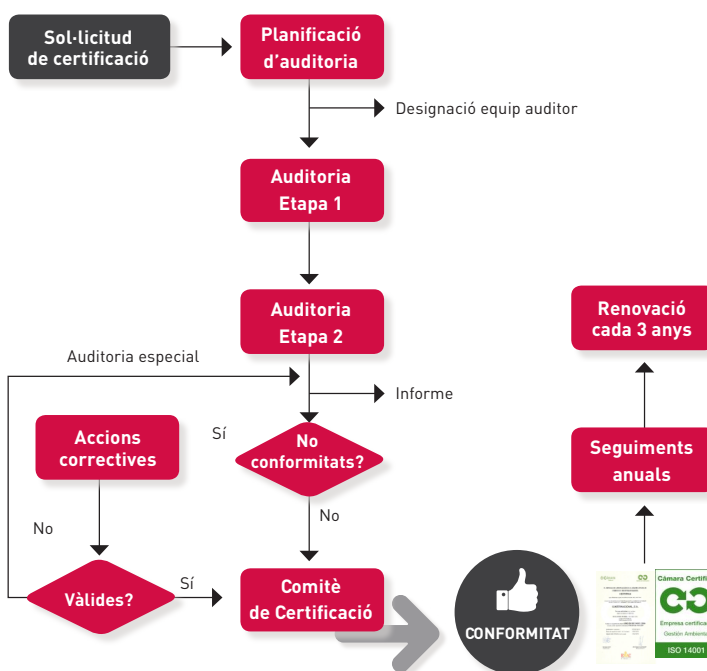 Sol·licitud
de certificació
Planificació
d'auditoria
Designació equip auditor
Auditoria
Etapa 1
Auditoria
Etapa 2
Renovació
cada 3 anys
Auditoria especial
Informe
Accions
correctives
Sí
No
conformitats?
Seguiments
anuals
No
No
Vàlides?
Sí
Comitè
de Certificació
CONFORMITAT
Empresa certifica
Gestión Ambienta
ISO 14001
Cámara Certifi